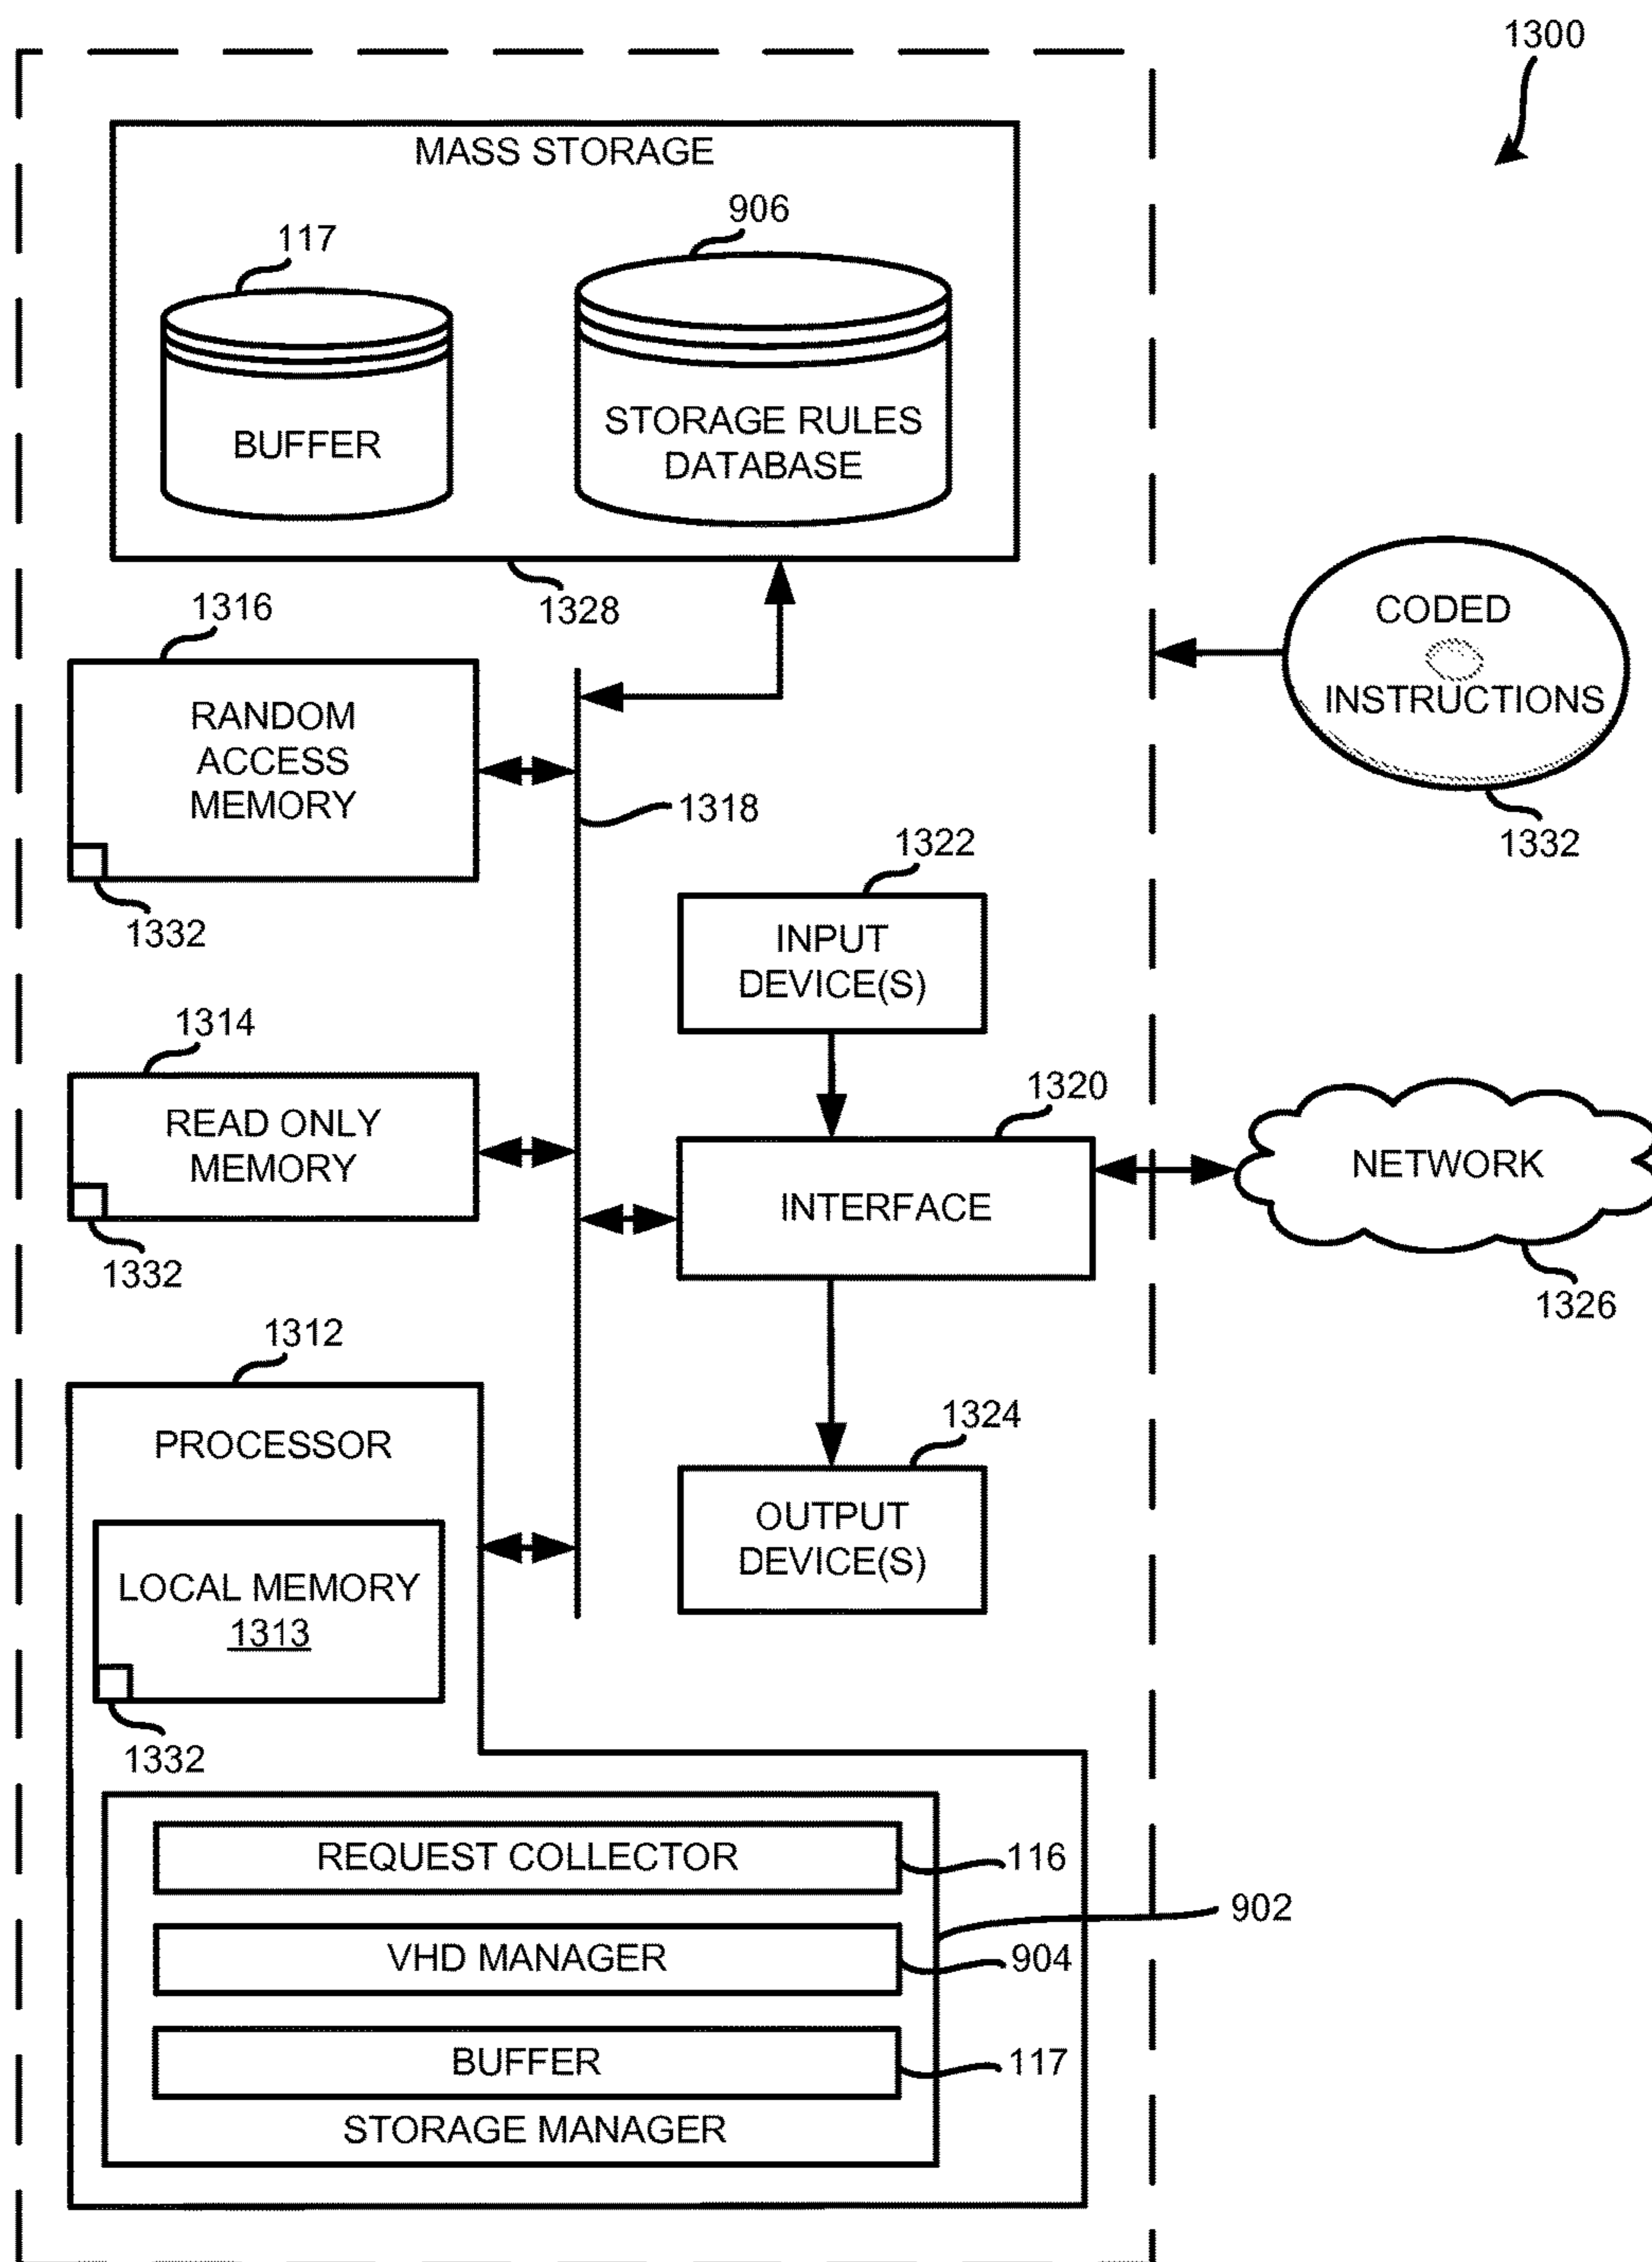 1300
MASS STORAGE
906
117
BUFFER
STORAGE RULES
DATABASE
1328
1316
RANDOM
ACCESS
MEMORY
1332
1318
CODED
INSTRUCTIONS
1332
1322
INPUT
DEVICE(S)
1314
READ ONLY
MEMORY
1332
1320
INTERFACE
NETWORK
1326
1312
PROCESSOR
LOCAL MEMORY
1313
1332
1324
OUTPUT
DEVICE(S)
REQUEST COLLECTOR
116
902
VHD MANAGER
904
BUFFER
117
STORAGE MANAGER